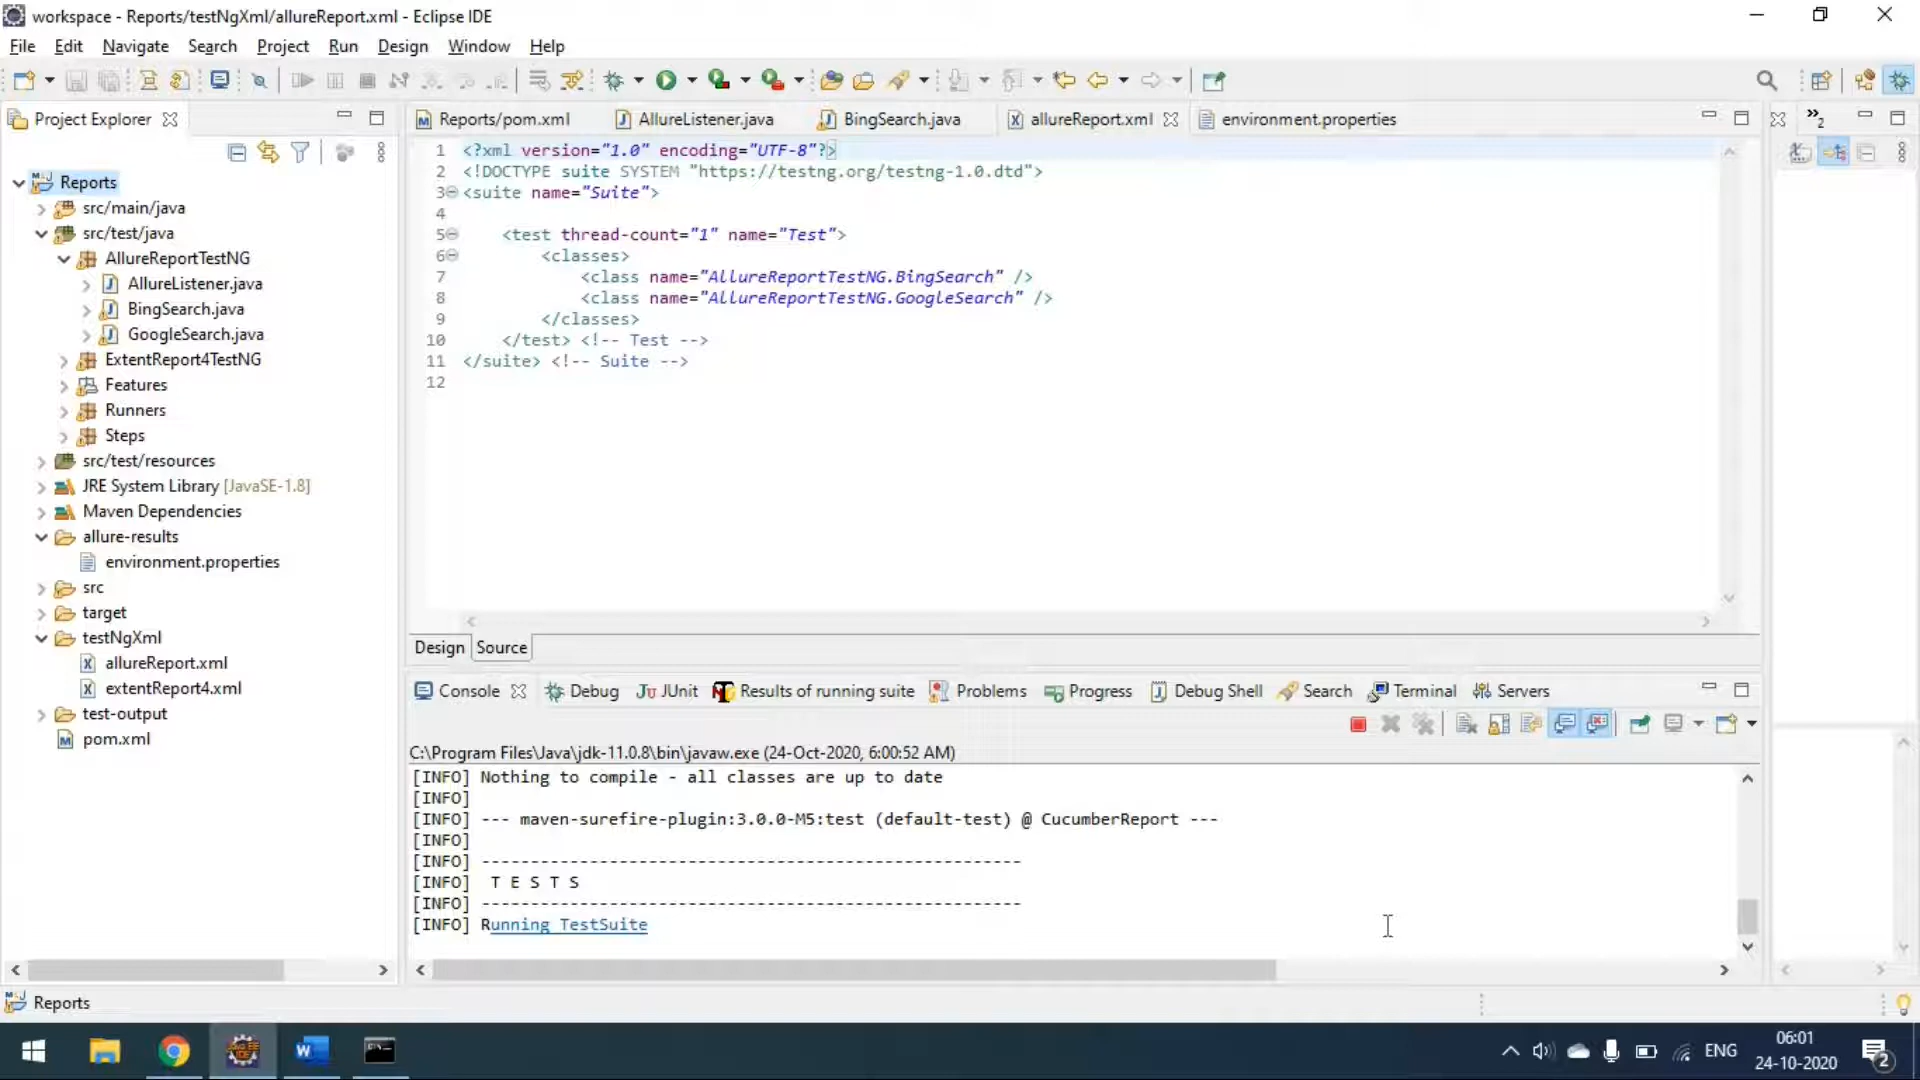 workspace - Reports/testNgXml/allureReport.xml - Eclipse IDE
File Edit Navigate Search Project Run Design Window Help
Project Explorer
Reports/pom.xml AllureListener.java BingSearch.java allureReport.xml environment.properties
2
Reports
src/main/java
src/test/java
AllureReportTestNG
AllureListener.java
BingSearch.java
GoogleSearch.java
ExtentReport4TestNG
Features
Runners
Steps
src/test/resources
JRE System Library [JavaSE-1.8]
Maven Dependencies
allure-results
environment.properties
src
target
testNgXml
allureReport.xml
extentReport4.xml
test-output
pom.xml
1 <?xml version="1.0" encoding="UTF-8"?>
2 <!DOCTYPE suite SYSTEM "https://testng.org/testng-1.0.dtd">
3 <suite name="Suite">
4
5 <test thread-count="1" name="Test">
6 <classes>
7 <class name="AllureReportTestNG.BingSearch" />
8 <class name="AllureReportTestNG.GoogleSearch" />
9 </classes>
10 </test> <!-- Test -->
11 </suite> <!-- Suite -->
12
Design Source
Console Debug JUnit Results of running suite Problems Progress Debug Shell Search Terminal Servers
C:\Program Files\Java\jdk-11.0.8\bin\javaw.exe (24-Oct-2020, 6:00:52 AM)
[INFO] Nothing to compile - all classes are up to date
[INFO]
[INFO] --- maven-surefire-plugin:3.0.0-M5:test (default-test) @ CucumberReport ---
[INFO]
[INFO] -------------------------------------------------------
[INFO]  T E S T S
[INFO] -------------------------------------------------------
[INFO] Running TestSuite
Reports
ENG
06:01
24-10-2020
2